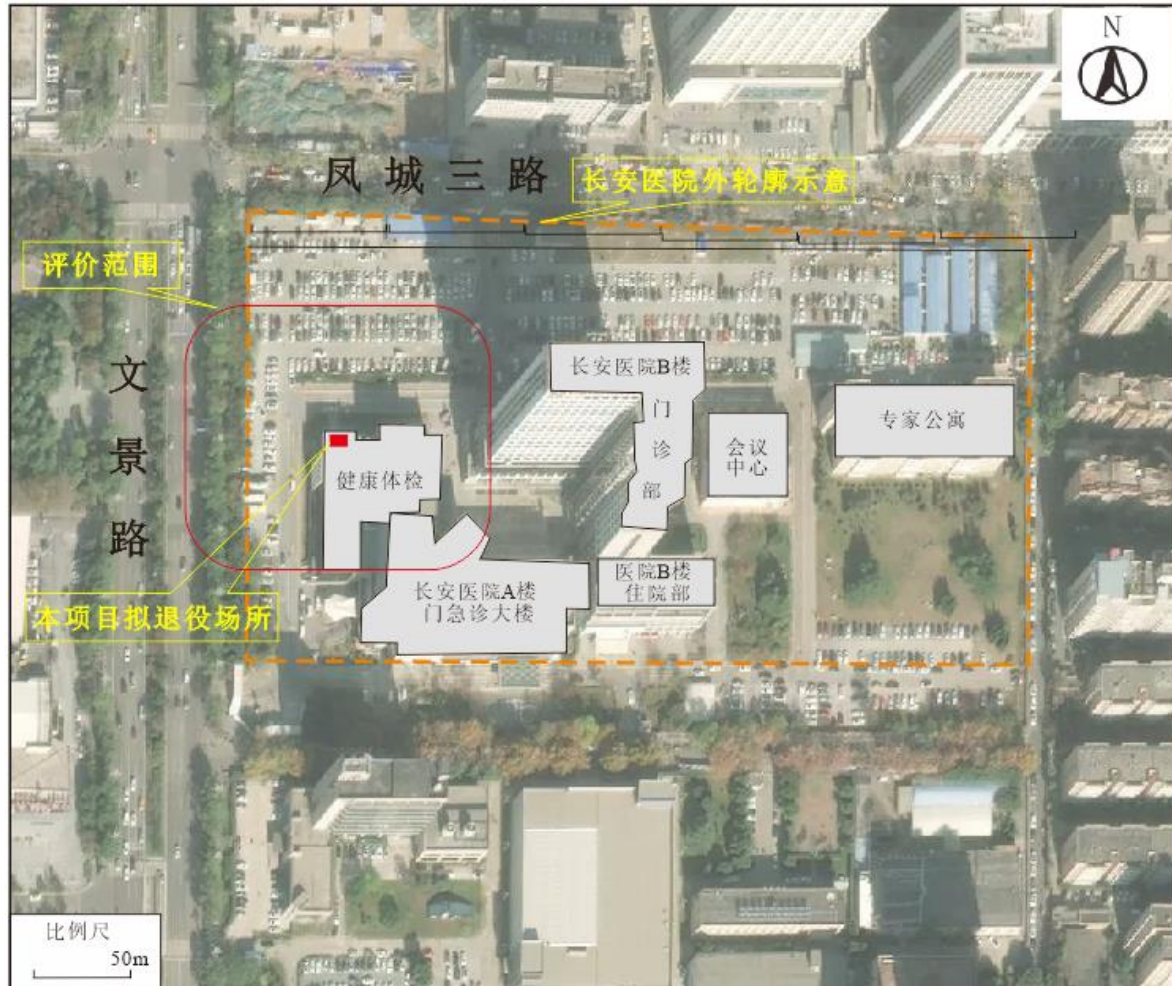 N
凤城三路
长安医院外轮廓示意
评价范围
文景路
长安医院B楼
门诊部
会议
中心
专家公寓
健康体检
医院B楼
住院部
长安医院A楼
门急诊大楼
本项目拟退役场所
比例尺
50m